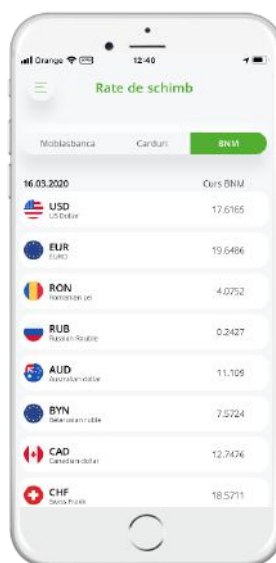 Orange
12:40
Rate de schimb
Mobiasbanca Carduri BNM
16.03.2020 Curs BNM
USD
US Dollar
17.6165
EUR
EURO
19.6486
RON
Romanian Lei
4.0752
RUB
Russian Rouble
0.2427
AUD
Australian dollar
11.109
BYN
Belarusian ruble
7.5724
CAD
Canadian dollar
12.7476
CHF
Swiss Frank
18.5711